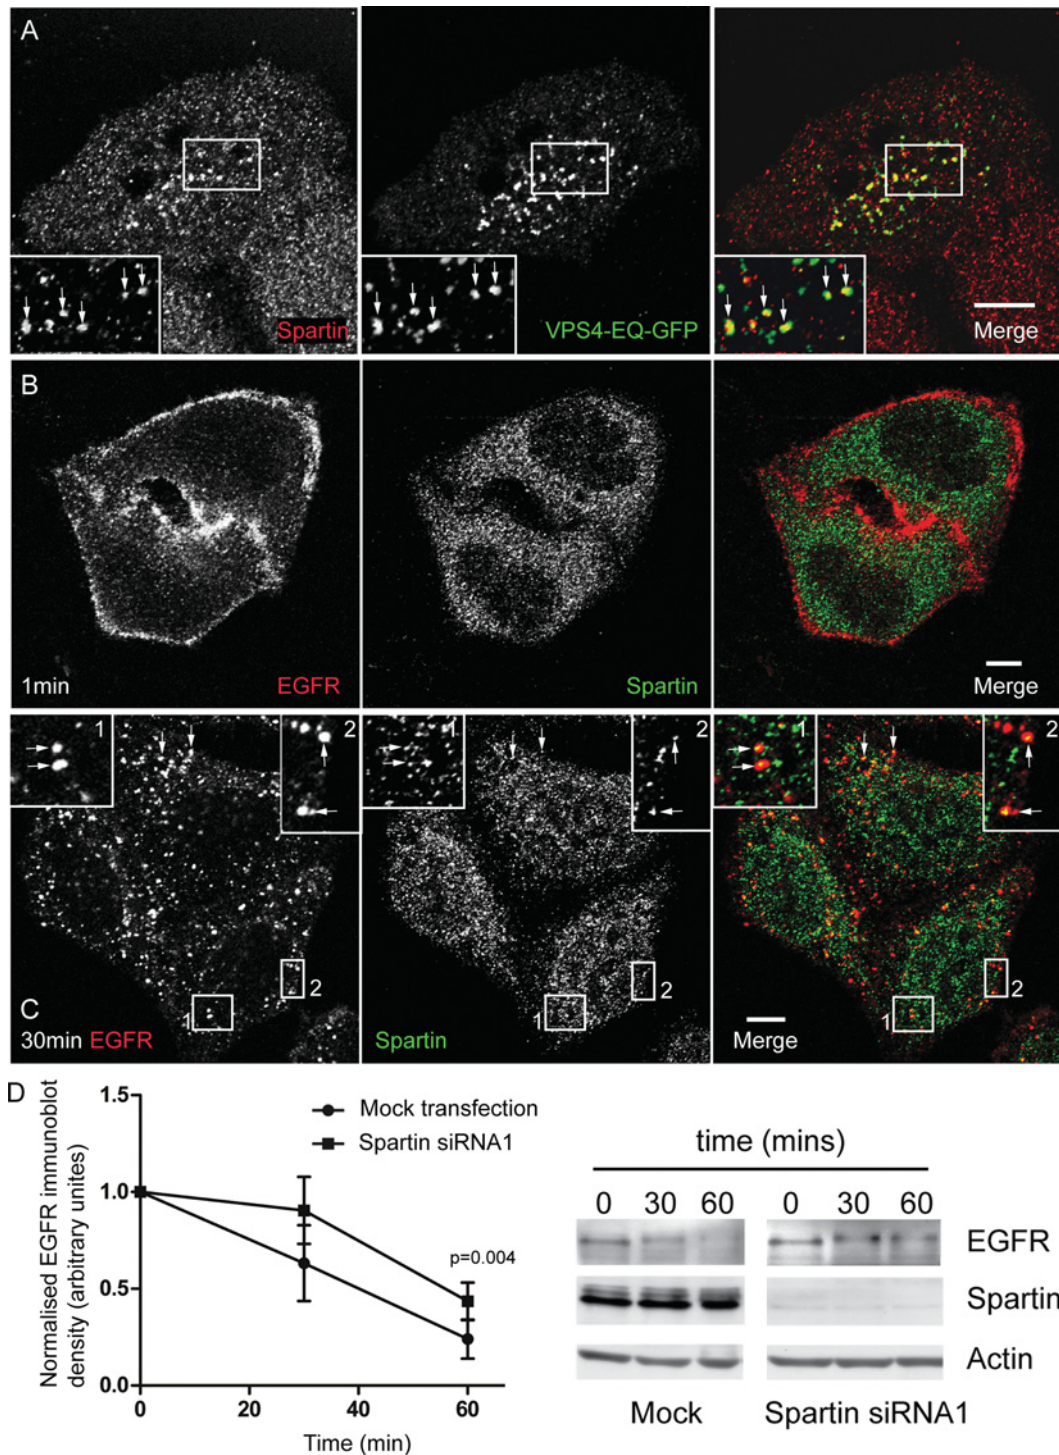 A
Spartin
VPS4-EQ-GFP
Merge
B
1min
EGFR
Spartin
Merge
1
2
1
2
1
2
1
2
1
2
1
2
C
30min EGFR
Spartin
Merge
D
Normalised EGFR immunoblot
density (arbitrary unites)
1.5
1.0
0.5
0.0
0
20
40
60
Time (min)
Mock transfection
Spartin siRNA1
p=0.004
time (mins)
0 30 60 0 30 60
EGFR
Spartin
Actin
Mock
Spartin siRNA1